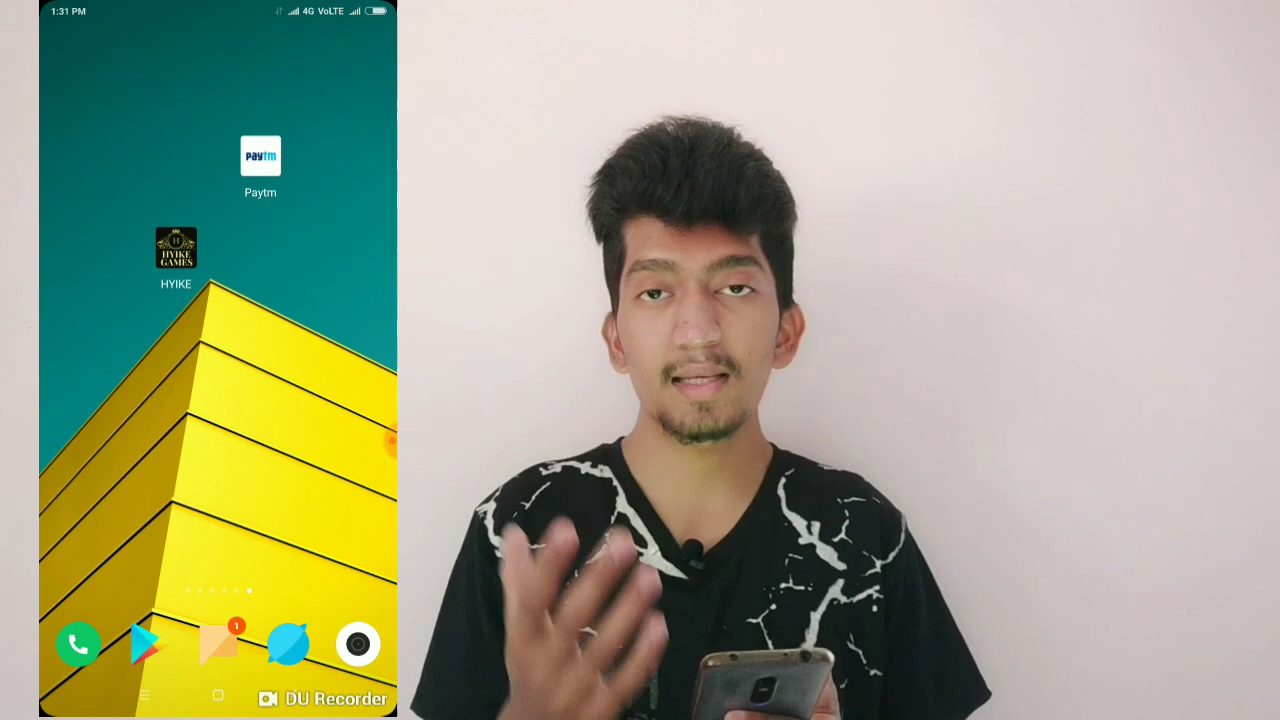 1:31 PM
4G VoLTE
paytm
Paytm
H
HYIKE
GAMES
HYIKE
1
DU Recorder